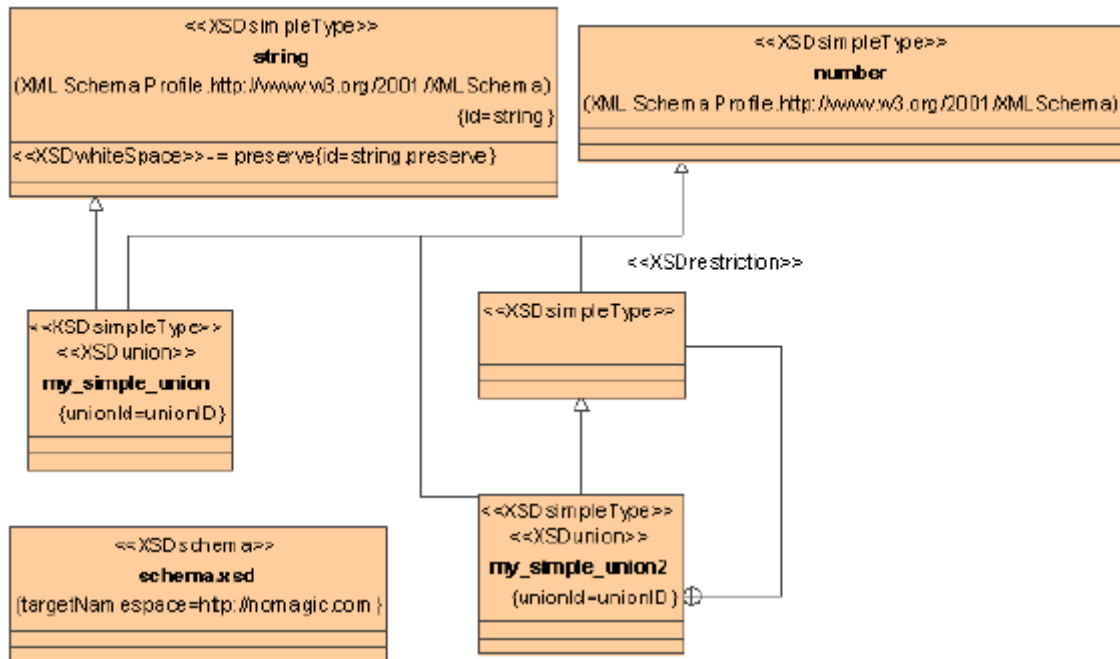 <<XSDsimpleType>>
string
(XML Schema Profile.http://www.w3.org/2001/XMLSchema)
{id=string}
<<XSDwhiteSpace>>-= preserve{id=string.preserve}
<<XSDsimpleType>>
number
(XML Schema Profile.http://www.w3.org/2001/XMLSchema)
<<XSDrestriction>>
<<XSDsimpleType>>
<<XSDsimpleType>>
<<XSDunion>>
my_simple_union
{unionId=unionID}
<<XSDsimpleType>>
<<XSDunion>>
my_simple_union2
{unionId=unionID}
<<XSDschema>>
schema.xsd
{targetNamespace=http://nomagic.com}